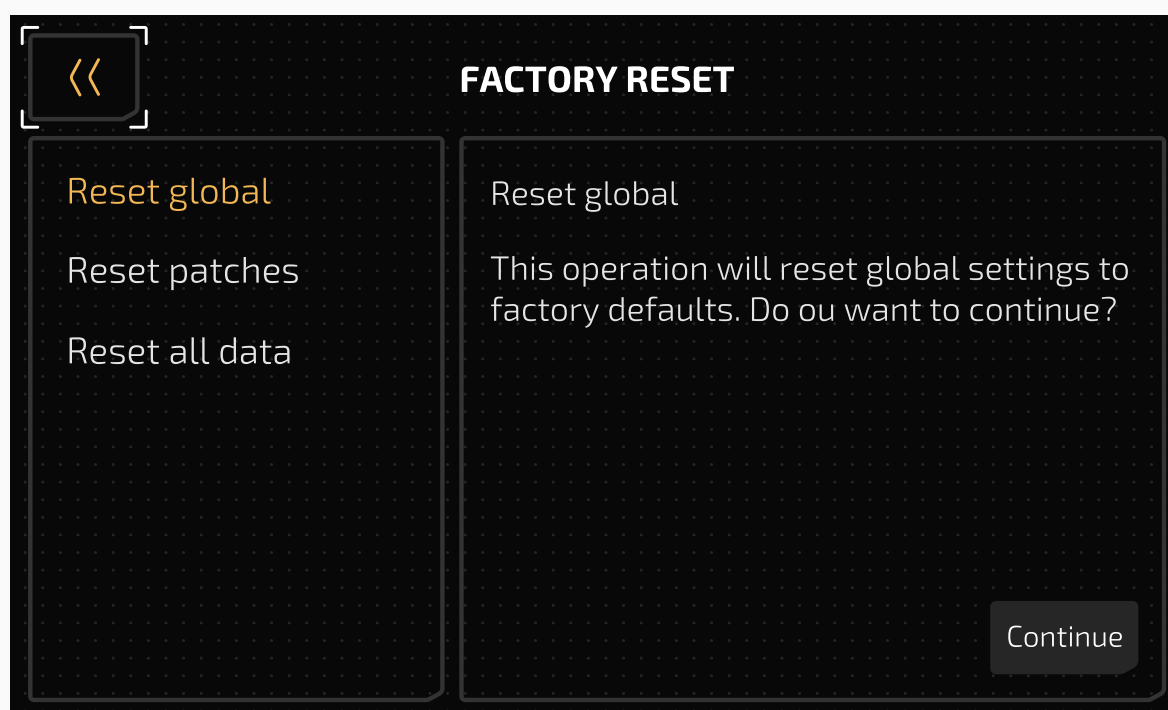 FACTORY RESET
Reset global
Reset patches
Reset all data
Reset global
This operation will reset global settings to
factory defaults. Do ou want to continue?
Continue